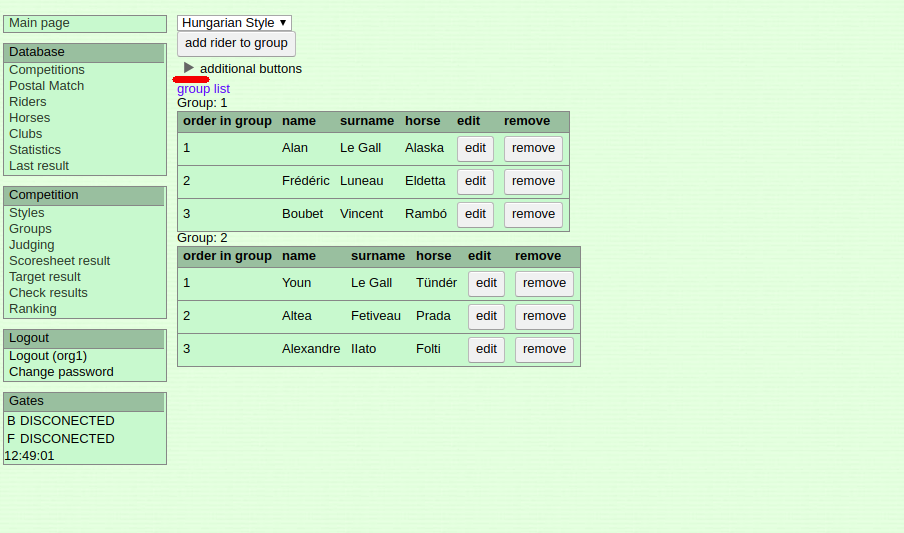 Main page
Database
Competitions
Postal Match
Riders
Horses
Clubs
Statistics
Last result
Competition
Styles
Groups
Judging
Scoresheet result
Target result
Check results
Ranking
Logout
Logout (org1)
Change password
Gates
B DISCONECTED
F DISCONECTED
12:49:01
Hungarian Style
add rider to group
additional buttons
group list
Group: 1
order in group name surname horse edit remove
1 Alan Le Gall Alaska edit remove
2 Frédéric Luneau Eldetta edit remove
3 Boubet Vincent Rambó edit remove
Group: 2
order in group name surname horse edit remove
1 Youn Le Gall Tündér edit remove
2 Altea Fetiveau Prada edit remove
3 Alexandre Ilato Folti edit remove